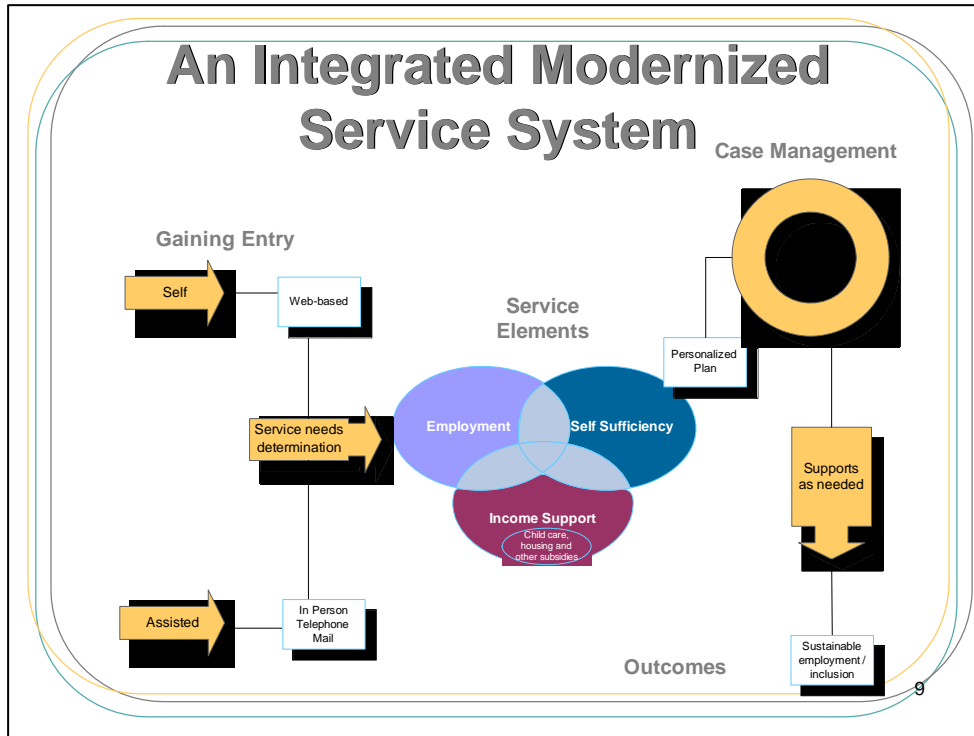 An Integrated Modernized
Service System
Case Management
Gaining Entry
Self
Web-based
Service
Elements
Personalized
Plan
Service needs
determination
Employment
Self Sufficiency
Supports
as needed
Income Support
Child care,
housing and
other subsidies
Assisted
In Person
Telephone
Mail
Outcomes
Sustainable
employment /
inclusion
9